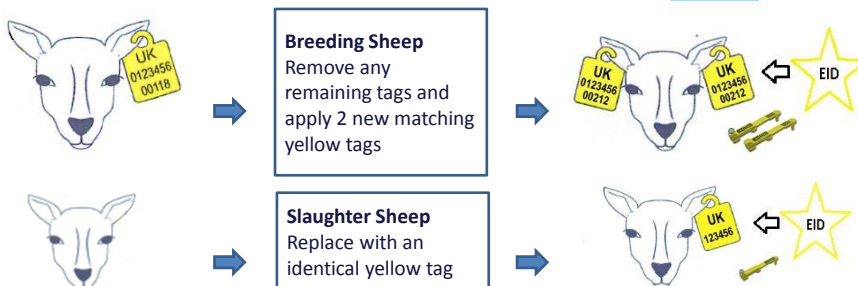 UK
0123456
00118
Breeding Sheep
Remove any
remaining tags and
apply 2 new matching
yellow tags
UK
0123456
00212
UK
0123456
00212
EID
Slaughter Sheep
Replace with an
identical yellow tag
UK
123456
EID